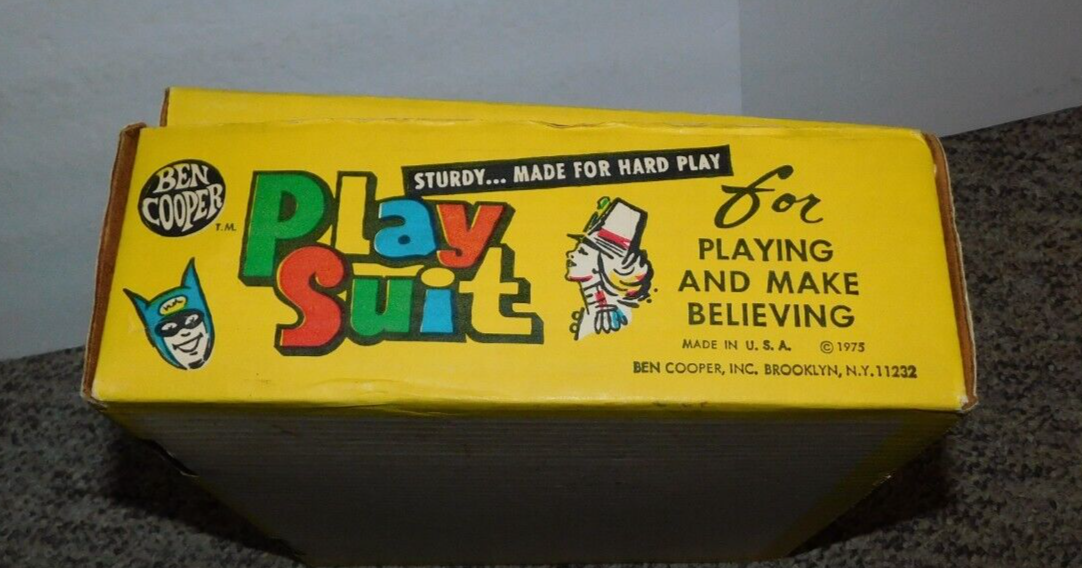 BEN
COOPER
T.M.
Play
Suit
STURDY... MADE FOR HARD PLAY
for
PLAYING
AND MAKE
BELIEVING
MADE IN U. S. A. © 1975
BEN COOPER, INC. BROOKLYN, N.Y. 11232